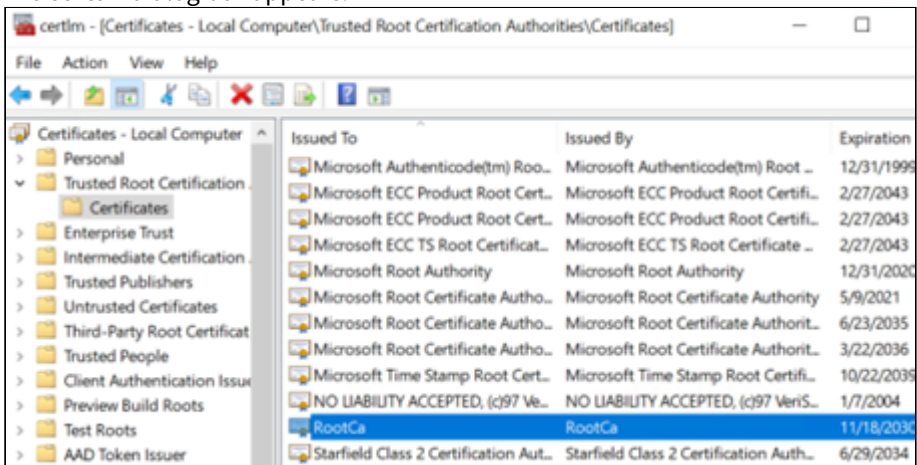 certlm - [Certificates - Local Computer\Trusted Root Certification Authorities\Certificates]
File Action View Help
Certificates - Local Computer
Personal
Trusted Root Certification
Certificates
Enterprise Trust
Intermediate Certification
Trusted Publishers
Untrusted Certificates
Third-Party Root Certificat
Trusted People
Client Authentication Issue
Preview Build Roots
Test Roots
AAD Token Issuer
Issued To Issued By Expiration
Microsoft Authenticode(tm) Roo... Microsoft Authenticode(tm) Root ... 12/31/1999
Microsoft ECC Product Root Cert... Microsoft ECC Product Root Certifi... 2/27/2043
Microsoft ECC Product Root Cert... Microsoft ECC Product Root Certifi... 2/27/2043
Microsoft ECC TS Root Certificat... Microsoft ECC TS Root Certificate ... 2/27/2043
Microsoft Root Authority Microsoft Root Authority 12/31/2020
Microsoft Root Certificate Autho... Microsoft Root Certificate Authority 5/9/2021
Microsoft Root Certificate Autho... Microsoft Root Certificate Authorit... 6/23/2035
Microsoft Root Certificate Autho... Microsoft Root Certificate Authorit... 3/22/2036
Microsoft Time Stamp Root Cert... Microsoft Time Stamp Root Certifi... 10/22/2039
NO LIABILITY ACCEPTED, (c)97 Ve... NO LIABILITY ACCEPTED, (c)97 VeriS... 1/7/2004
RootCa RootCa 11/18/2030
Starfield Class 2 Certification Aut... Starfield Class 2 Certification Auth... 6/29/2034